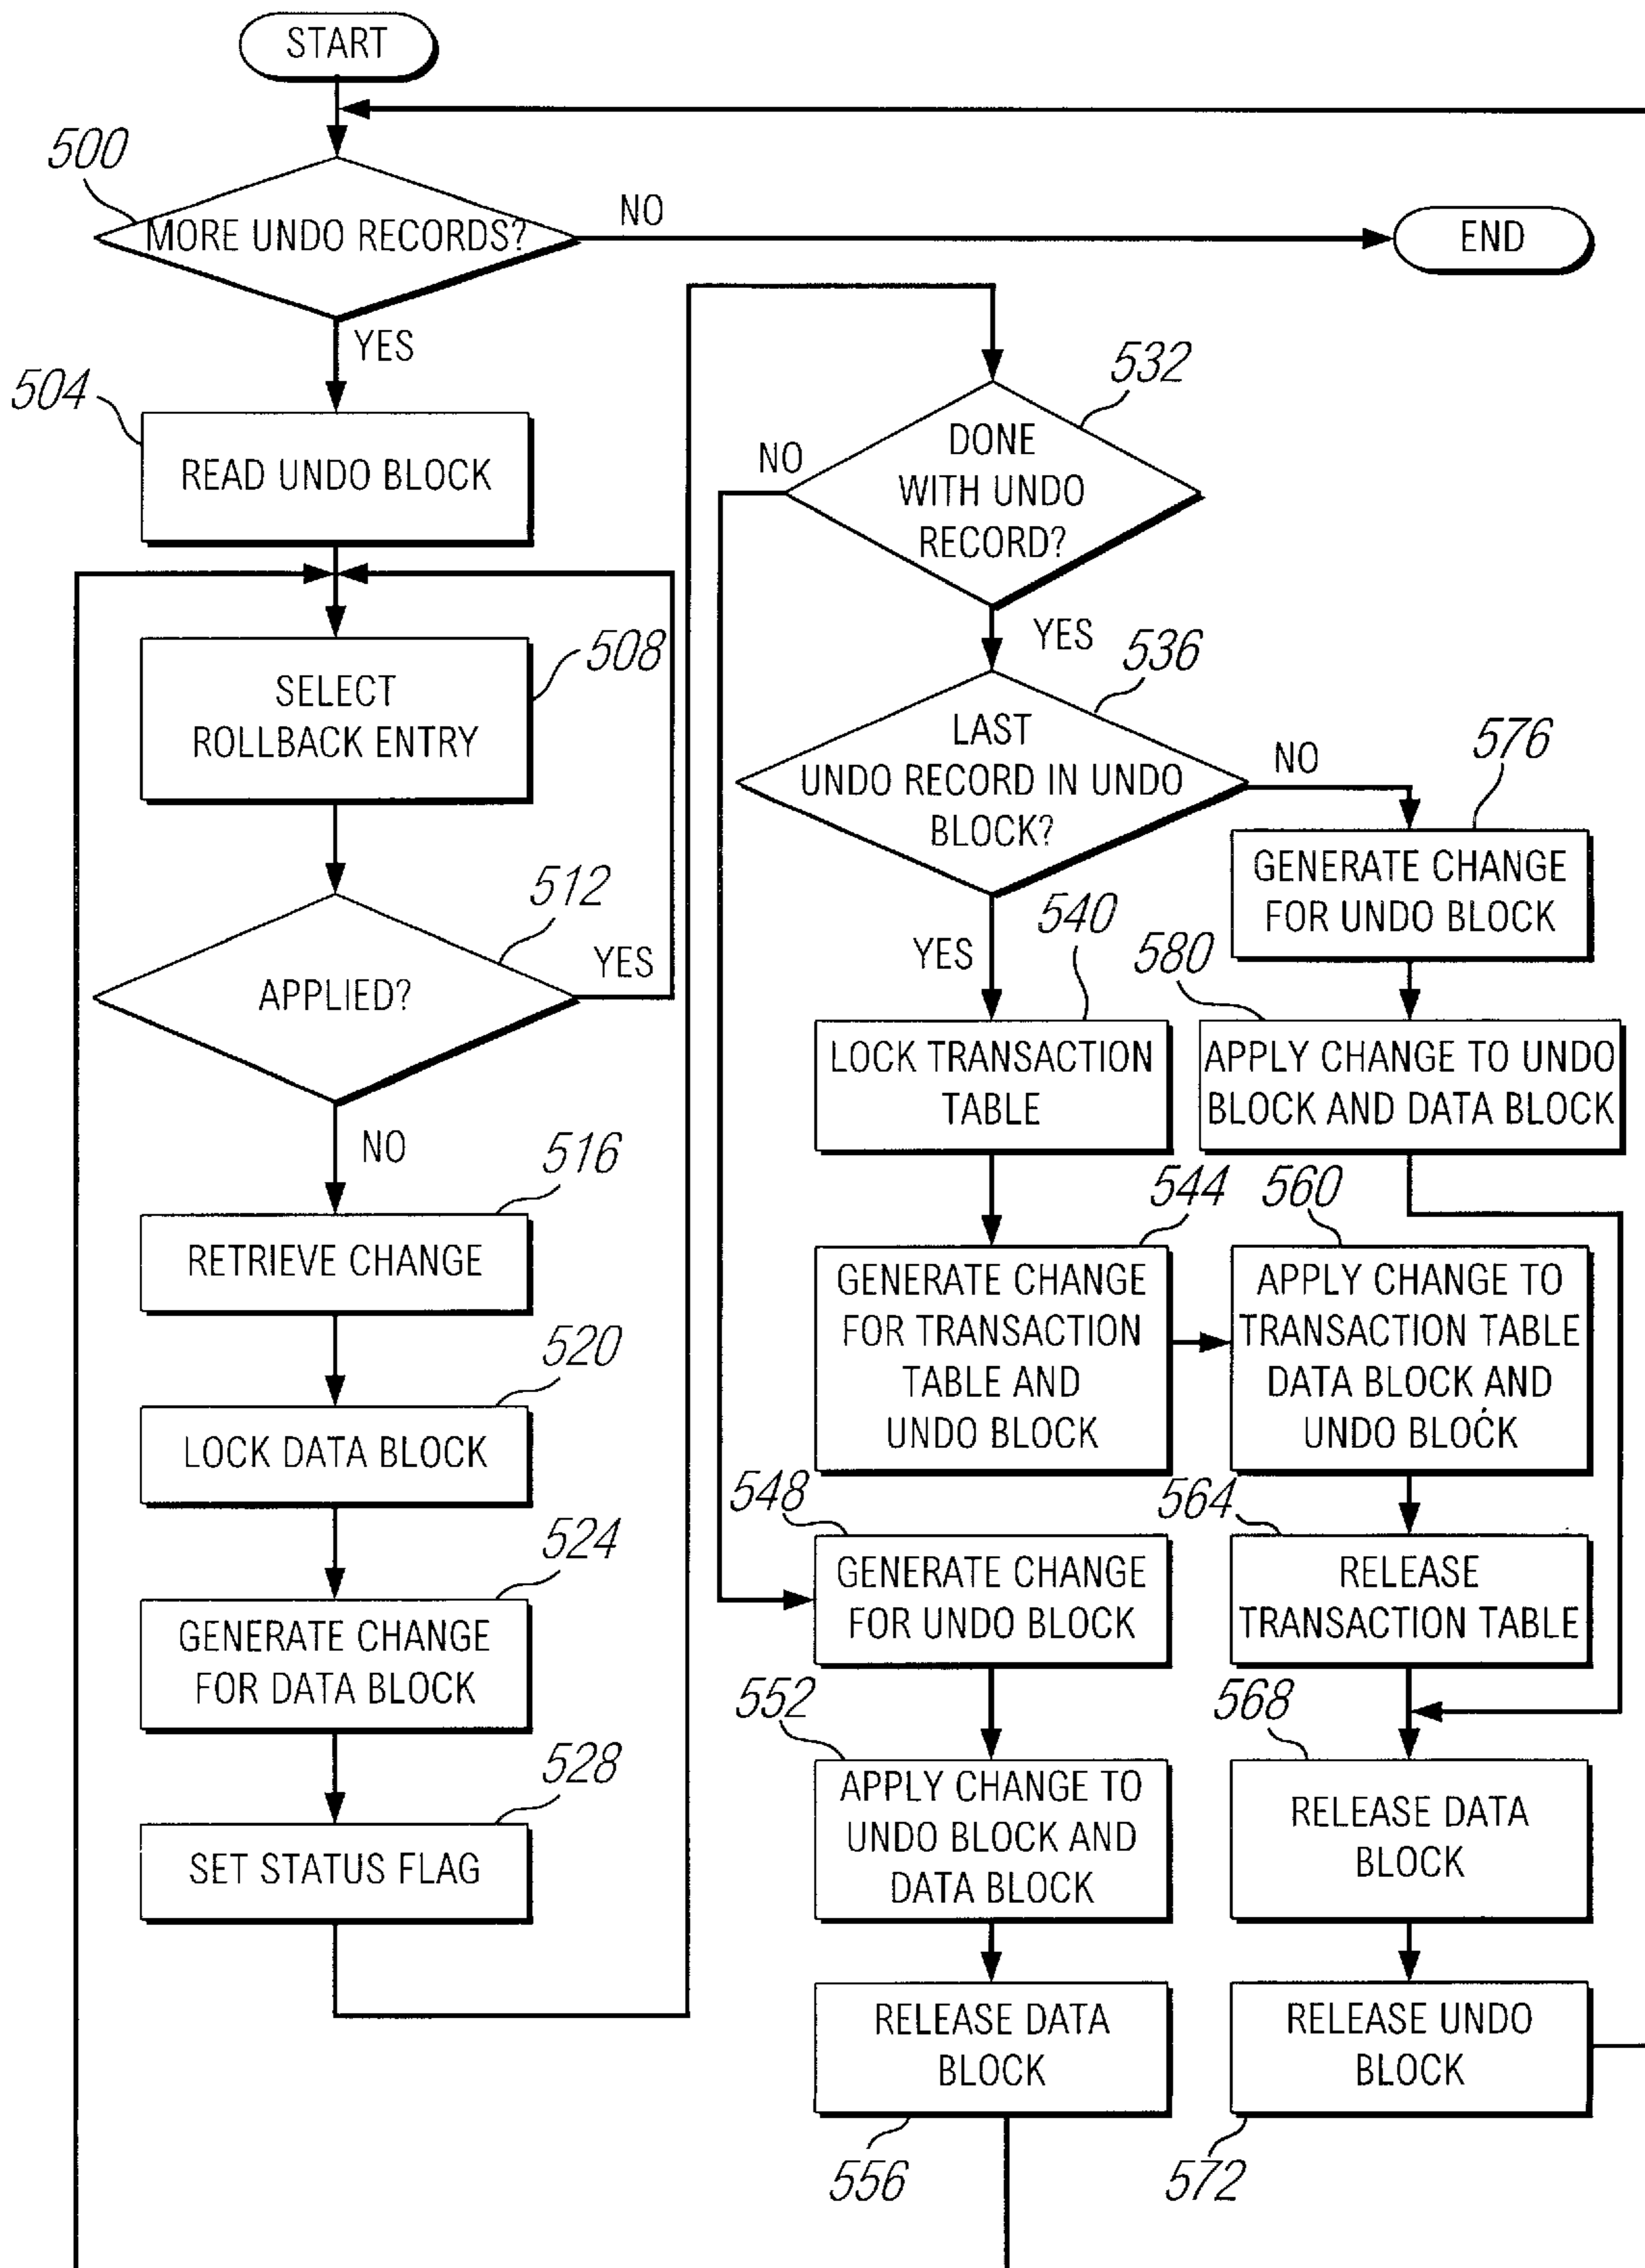 START
500
MORE UNDO RECORDS?
NO
END
YES
504
READ UNDO BLOCK
508
SELECT
ROLLBACK ENTRY
512
APPLIED?
YES
NO
516
RETRIEVE CHANGE
520
LOCK DATA BLOCK
524
GENERATE CHANGE
FOR DATA BLOCK
528
SET STATUS FLAG
532
DONE
WITH UNDO
RECORD?
NO
YES
536
LAST
UNDO RECORD IN UNDO
BLOCK?
NO
YES
540
LOCK TRANSACTION
TABLE
544
GENERATE CHANGE
FOR TRANSACTION
TABLE AND
UNDO BLOCK
548
GENERATE CHANGE
FOR UNDO BLOCK
552
APPLY CHANGE TO
UNDO BLOCK AND
DATA BLOCK
RELEASE DATA
BLOCK
556
576
GENERATE CHANGE
FOR UNDO BLOCK
580
APPLY CHANGE TO UNDO
BLOCK AND DATA BLOCK
560
APPLY CHANGE TO
TRANSACTION TABLE
DATA BLOCK AND
UNDO BLOCK
564
RELEASE
TRANSACTION TABLE
568
RELEASE DATA
BLOCK
RELEASE UNDO
BLOCK
572